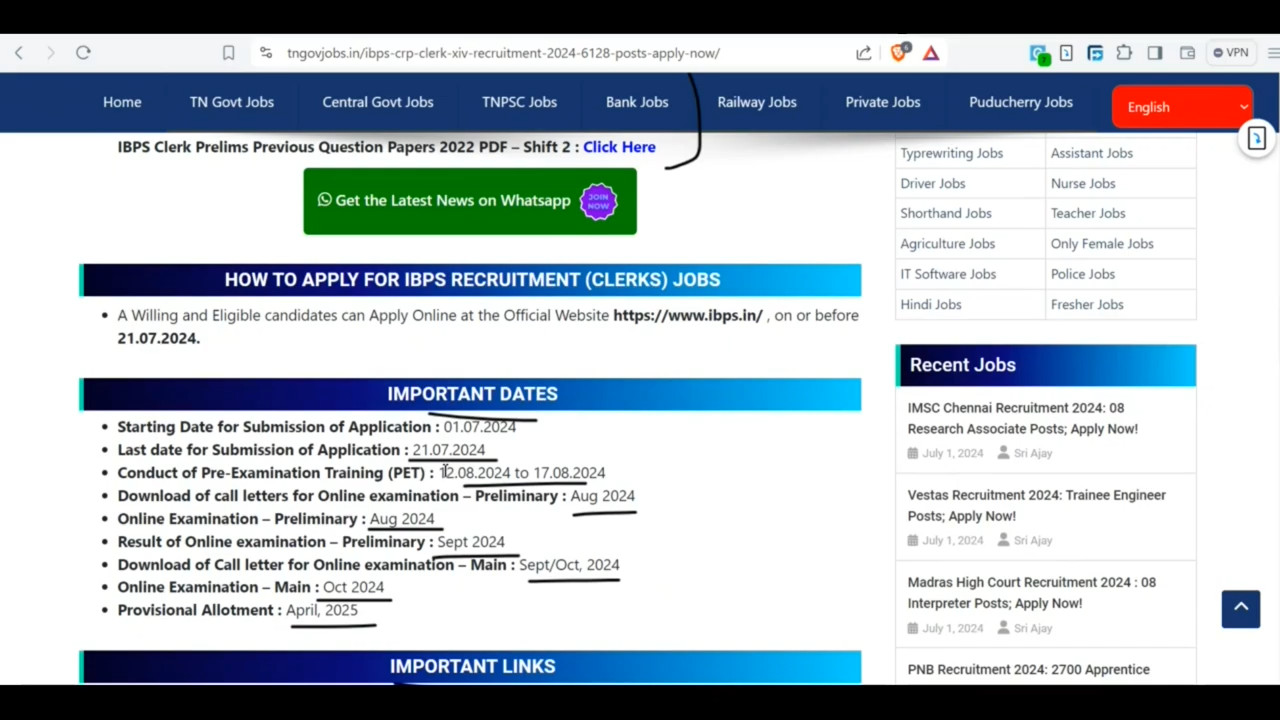 tngovjobs.in/ibps-crp-clerk-xiv-recruitment-2024-6128-posts-apply-now/
6
7
VPN
Home
TN Govt Jobs
Central Govt Jobs
TNPSC Jobs
Bank Jobs
Railway Jobs
Private Jobs
Puducherry Jobs
English
IBPS Clerk Prelims Previous Question Papers 2022 PDF – Shift 2 : Click Here
Get the Latest News on Whatsapp
JOIN
NOW
HOW TO APPLY FOR IBPS RECRUITMENT (CLERKS) JOBS
A Willing and Eligible candidates can Apply Online at the Official Website https://www.ibps.in/ , on or before
21.07.2024.
IMPORTANT DATES
Starting Date for Submission of Application : 01.07.2024
Last date for Submission of Application : 21.07.2024
Conduct of Pre-Examination Training (PET) : 12.08.2024 to 17.08.2024
Download of call letters for Online examination – Preliminary : Aug 2024
Online Examination – Preliminary : Aug 2024
Result of Online examination – Preliminary : Sept 2024
Download of Call letter for Online examination – Main : Sept/Oct, 2024
Online Examination – Main : Oct 2024
Provisional Allotment : April, 2025
IMPORTANT LINKS
Typrewriting Jobs
Assistant Jobs
Driver Jobs
Nurse Jobs
Shorthand Jobs
Teacher Jobs
Agriculture Jobs
Only Female Jobs
IT Software Jobs
Police Jobs
Hindi Jobs
Fresher Jobs
Recent Jobs
IMSC Chennai Recruitment 2024: 08
Research Associate Posts; Apply Now!
July 1, 2024 Sri Ajay
Vestas Recruitment 2024: Trainee Engineer
Posts; Apply Now!
July 1, 2024 Sri Ajay
Madras High Court Recruitment 2024 : 08
Interpreter Posts; Apply Now!
July 1, 2024 Sri Ajay
PNB Recruitment 2024: 2700 Apprentice